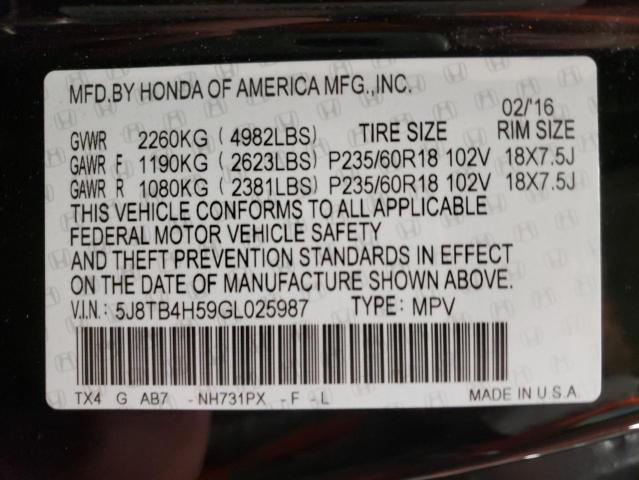 MFD.BY HONDA OF AMERICA MFG.,INC.
02/'16
GVWR 2260KG ( 4982LBS) TIRE SIZE RIM SIZE
GAWR F 1190KG ( 2623LBS) P235/60R18 102V 18X7.5J
GAWR R 1080KG ( 2381LBS) P235/60R18 102V 18X7.5J
THIS VEHICLE CONFORMS TO ALL APPLICABLE
FEDERAL MOTOR VEHICLE SAFETY
AND THEFT PREVENTION STANDARDS IN EFFECT
ON THE DATE OF MANUFACTURE SHOWN ABOVE.
V.I.N.: 5J8TB4H59GL025987 TYPE: MPV
TX4 G AB7 -NH731PX -F -L MADE IN U.S.A.